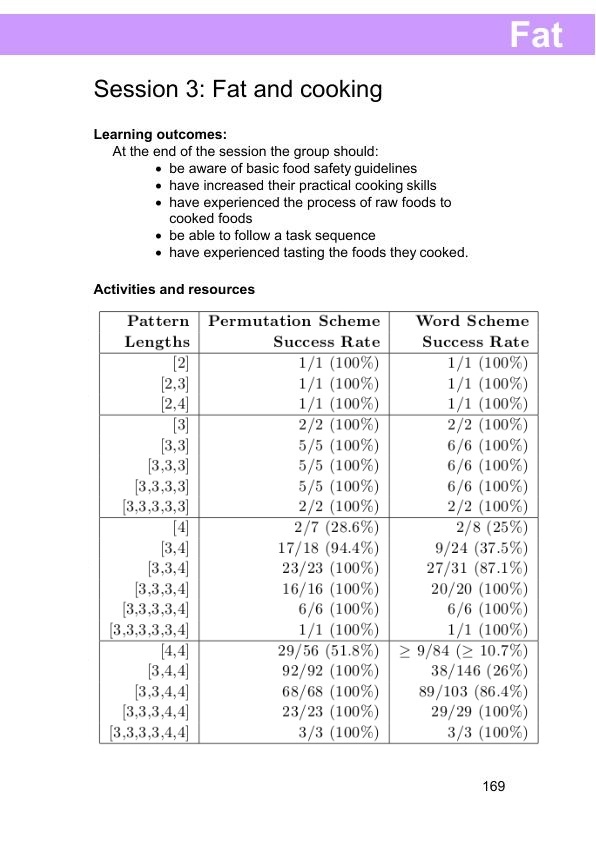 Fat
Session 3: Fat and cooking
Learning outcomes:
At the end of the session the group should:
• be aware of basic food safety guidelines
• have increased their practical cooking skills
• have experienced the process of raw foods to
cooked foods
• be able to follow a task sequence
• have experienced tasting the foods they cooked.
Activities and resources
Pattern Permutation Scheme Word Scheme
Lengths Success Rate Success Rate
[2] 1/1 (100%) 1/1 (100%)
[2,3] 1/1 (100%) 1/1 (100%)
[2,4] 1/1 (100%) 1/1 (100%)
[3] 2/2 (100%) 2/2 (100%)
[3,3] 5/5 (100%) 6/6 (100%)
[3,3,3] 5/5 (100%) 6/6 (100%)
[3,3,3,3] 5/5 (100%) 6/6 (100%)
[3,3,3,3,3] 2/2 (100%) 2/2 (100%)
[4] 2/7 (28.6%) 2/8 (25%)
[3,4] 17/18 (94.4%) 9/24 (37.5%)
[3,3,4] 23/23 (100%) 27/31 (87.1%)
[3,3,3,4] 16/16 (100%) 20/20 (100%)
[3,3,3,3,4] 6/6 (100%) 6/6 (100%)
[3,3,3,3,3,4] 1/1 (100%) 1/1 (100%)
[4,4] 29/56 (51.8%) ≥ 9/84 (≥ 10.7%)
[3,4,4] 92/92 (100%) 38/146 (26%)
[3,3,4,4] 68/68 (100%) 89/103 (86.4%)
[3,3,3,4,4] 23/23 (100%) 29/29 (100%)
[3,3,3,3,4,4] 3/3 (100%) 3/3 (100%)
169